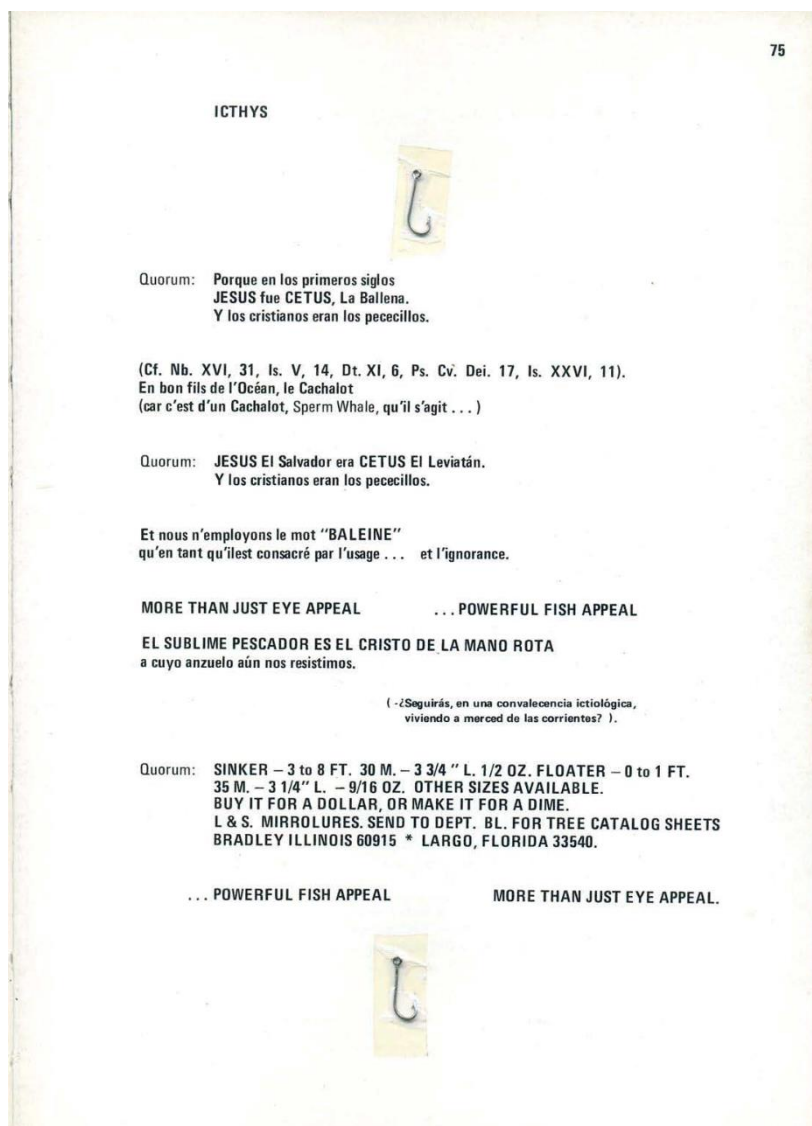 75
ICTHYS
Quorum: Porque en los primeros siglos
JESUS fue CETUS, La Ballena.
Y los cristianos eran los pececillos.
(Cf. Nb. XVI, 31, Is. V, 14, Dt. XI, 6, Ps. Cv. Dei. 17, Is. XXVI, 11).
En bon fils de l'Océan, le Cachalot
(car c'est d'un Cachalot, Sperm Whale, qu'il s'agit . . . )
Quorum: JESUS El Salvador era CETUS El Leviatán.
Y los cristianos eran los pececillos.
Et nous n'employons le mot "BALEINE"
qu'en tant qu'ilest consacré par l'usage . . . et l'ignorance.
MORE THAN JUST EYE APPEAL . . . POWERFUL FISH APPEAL
EL SUBLIME PESCADOR ES EL CRISTO DE LA MANO ROTA
a cuyo anzuelo aún nos resistimos.
( -¿Seguirás, en una convalecencia ictiológica,
viviendo a merced de las corrientes? ).
Quorum: SINKER – 3 to 8 FT. 30 M. – 3 3/4 " L. 1/2 OZ. FLOATER – 0 to 1 FT.
35 M. – 3 1/4" L. – 9/16 OZ. OTHER SIZES AVAILABLE.
BUY IT FOR A DOLLAR, OR MAKE IT FOR A DIME.
L & S. MIRROLURES. SEND TO DEPT. BL. FOR TREE CATALOG SHEETS
BRADLEY ILLINOIS 60915 * LARGO, FLORIDA 33540.
. . . POWERFUL FISH APPEAL MORE THAN JUST EYE APPEAL.